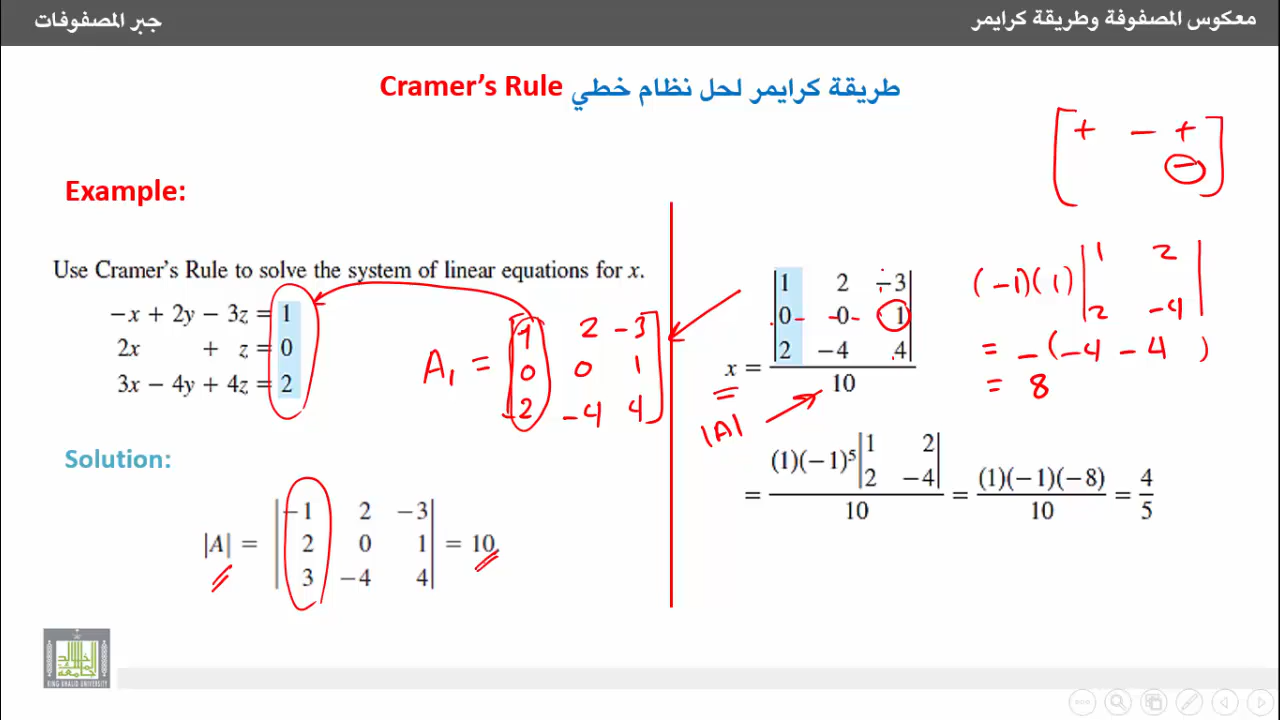 معكوس المصفوفة وطريقة كرايمر
جبر المصفوفات
طريقة كرايمر لحل نظام خطي Cramer's Rule
Example:
Use Cramer's Rule to solve the system of linear equations for x.
-x + 2y - 3z = 1
2x + z = 0
3x - 4y + 4z = 2
A₁ = [1 2 -3
0 0 1
2 -4 4]
Solution:
|A| = |-1 2 -3
2 0 1
3 -4 4| = 10
x = |1 2 -3
0 0 1
2 -4 4|
10
|A|
= (1)(-1)⁵ |1 2
2 -4|
10
= (1)(-1)(-8)
10
= 4
5
[+ - +
-]
(-1)(1) |1 2
2 -4|
= -(-4 - 4)
= 8
KING KHALID UNIVERSITY